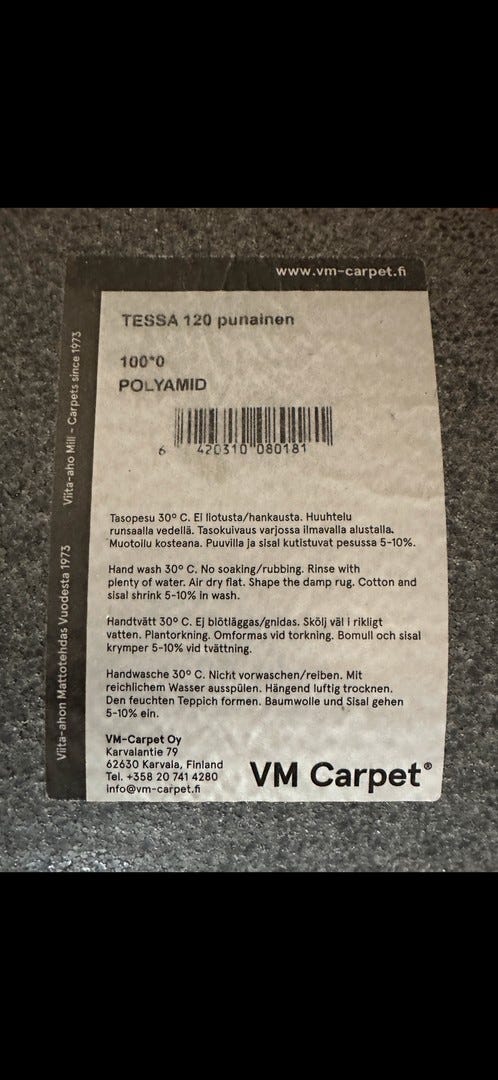 www.vm-carpet.fi
TESSA 120 punainen
100*0
POLYAMID
6 420310 080181
Tasopesu 30° C. Ei liotusta/hankausta. Huuhtelu
runsaalla vedellä. Tasokuivaus varjossa ilmavalla alustalla.
Muotoilu kosteana. Puuvilla ja sisal kutistuvat pesussa 5-10%.
Hand wash 30° C. No soaking/rubbing. Rinse with
plenty of water. Air dry flat. Shape the damp rug. Cotton and
sisal shrink 5-10% in wash.
Handtvätt 30° C. Ej blötläggas/gnidas. Skölj väl i rikligt
vatten. Plantorkning. Omformas vid torkning. Bomull och sisal
krymper 5-10% vid tvättning.
Handwasche 30° C. Nicht vorwaschen/reiben. Mit
reichlichem Wasser ausspülen. Hängend luftig trocknen.
Den feuchten Teppich formen. Baumwolle und Sisal gehen
5-10% ein.
VM-Carpet Oy
Karvalantie 79
62630 Karvala, Finland
Tel. +358 20 741 4280
info@vm-carpet.fi
VM Carpet®
Viita-ahon Mattotehdas Vuodesta 1973
Viita-aho Mill - Carpets since 1973